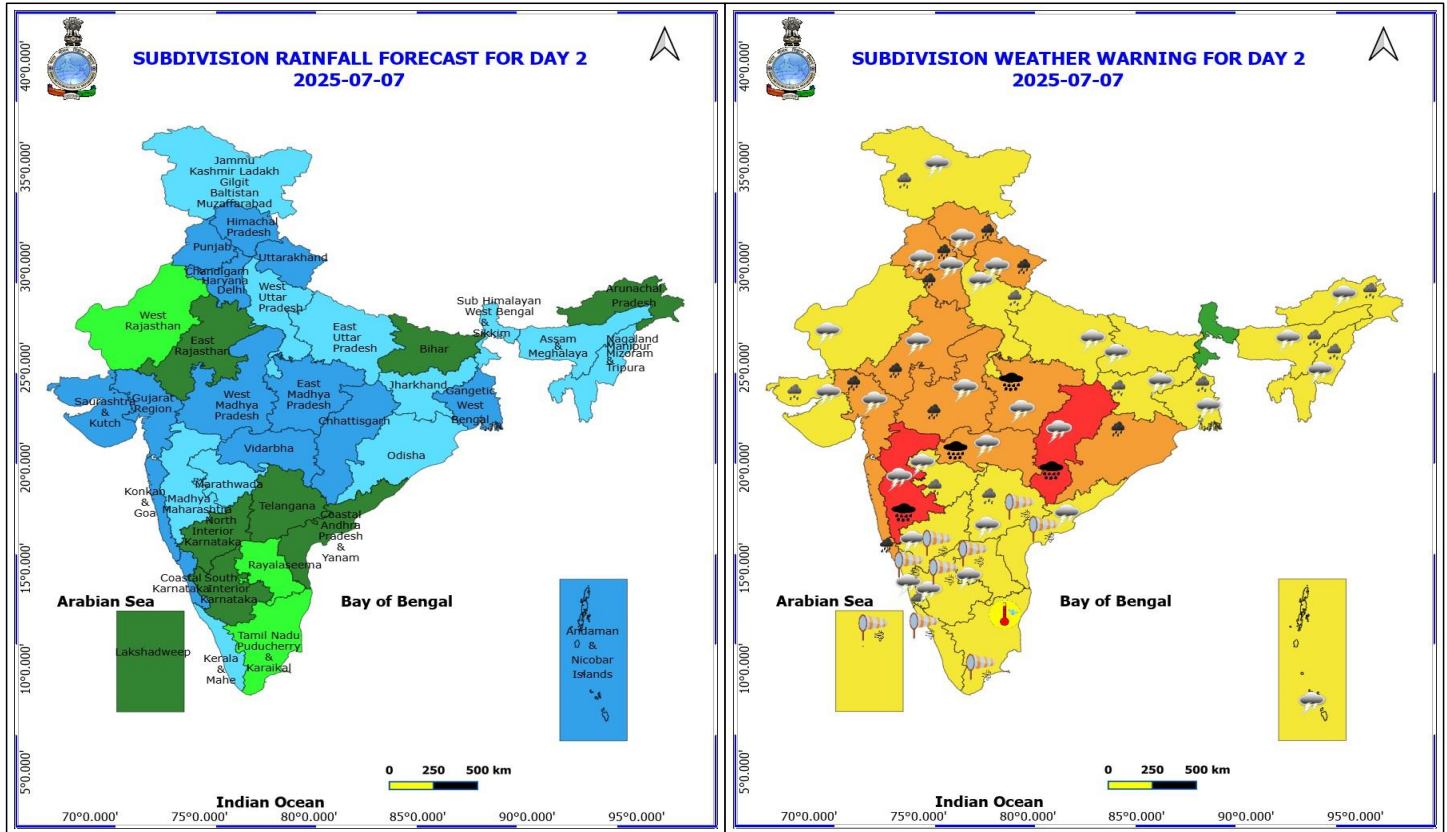 SUBDIVISION RAINFALL FORECAST FOR DAY 2
2025-07-07
40°0.000'
35°0.000'
30°0.000'
25°0.000'
20°0.000'
15°0.000'
10°0.000'
5°0.000'
Jammu
Kashmir Ladakh
Gilgit
Baltistan
Muzaffarabad
Himachal
Pradesh
Punjab
Uttarakhand
Chandigarh
Haryana
Delhi
West
Uttar
Pradesh
West
Rajasthan
East
Rajasthan
East
Uttar
Pradesh
Bihar
Sub Himalayan
West Bengal
&
Sikkim
Arunachal
Pradesh
Assam
&
Meghalaya
Nagaland
Manipur
Mizoram
&
Tripura
Jharkhand
Gangetic
West
Bengal
Saurashtra
&
Kutch
Gujarat
Region
West
Madhya
Pradesh
East
Madhya
Pradesh
Chhattisgarh
Vidarbha
Odisha
Konkan
&
Goa
Madhya
Maharashtra
Marathwada
Telangana
North
Interior
Karnataka
Coastal
Andhra
Pradesh
&
Yanam
Rayalaseema
Coastal
Karnataka
South
Interior
Karnataka
Tamil Nadu
Puducherry
&
Karaikal
Kerala
&
Mahe
Lakshadweep
Andaman
&
Nicobar
Islands
Arabian Sea
Bay of Bengal
Indian Ocean
0 250 500 km
70°0.000' 75°0.000' 80°0.000' 85°0.000' 90°0.000' 95°0.000'
SUBDIVISION WEATHER WARNING FOR DAY 2
2025-07-07
40°0.000'
35°0.000'
30°0.000'
25°0.000'
20°0.000'
15°0.000'
10°0.000'
5°0.000'
Arabian Sea
Bay of Bengal
Indian Ocean
0 250 500 km
70°0.000' 75°0.000' 80°0.000' 85°0.000' 90°0.000' 95°0.000'